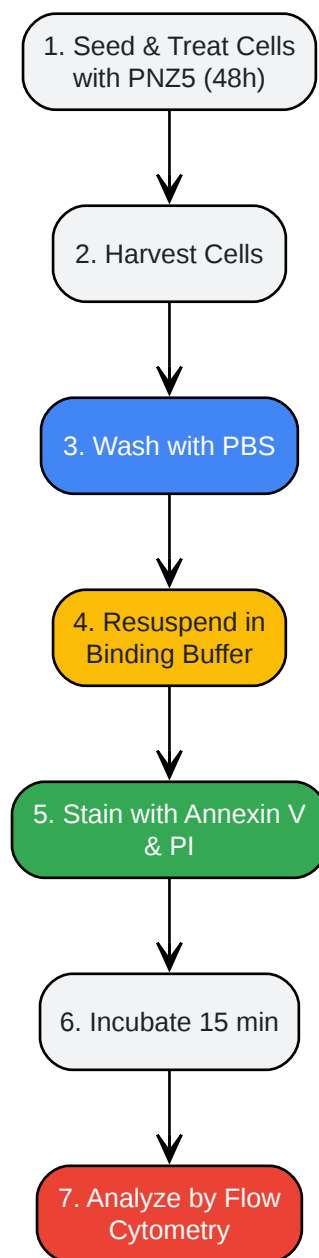 1. Seed & Treat Cells
with PNZ5 (48h)
2. Harvest Cells
3. Wash with PBS
4. Resuspend in
Binding Buffer
5. Stain with Annexin V
& PI
6. Incubate 15 min
7. Analyze by Flow
Cytometry